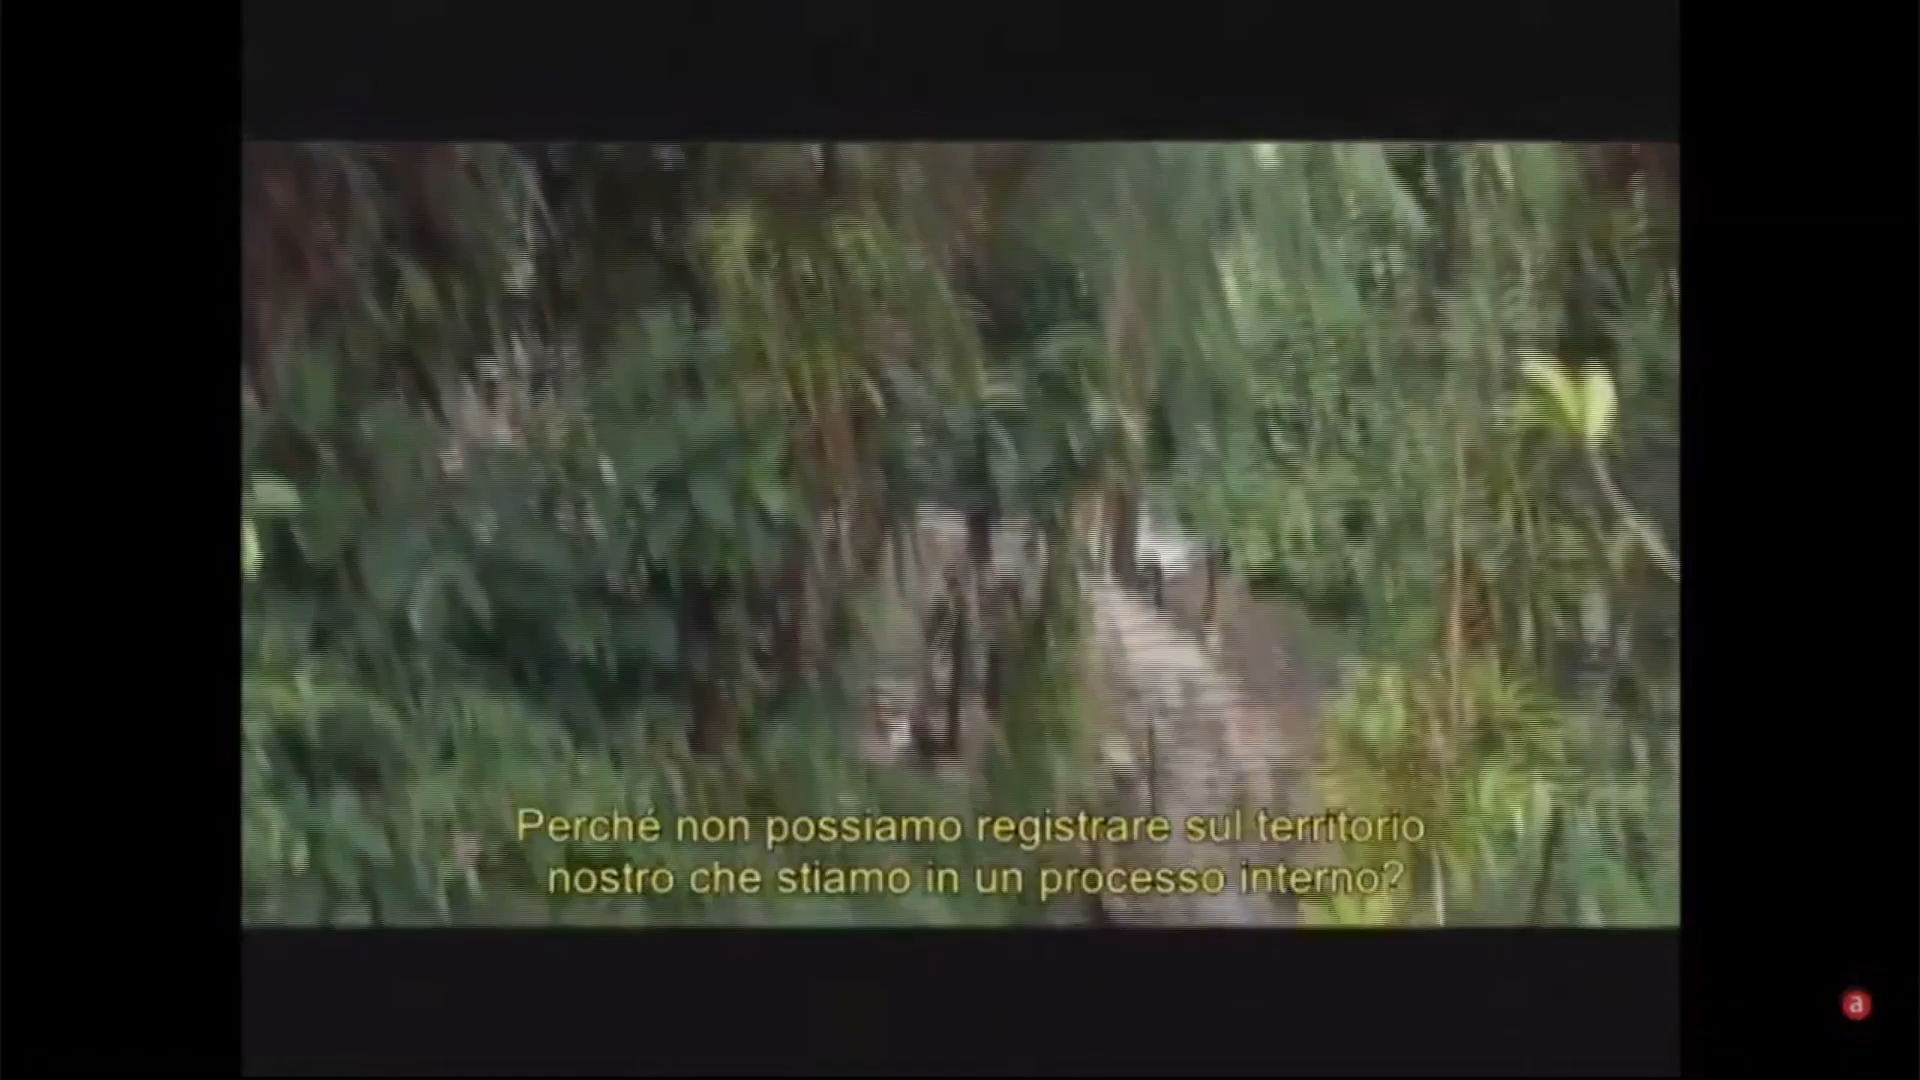 Perché non possiamo registrare sul territorio
nostro che stiamo in un processo interno?
a